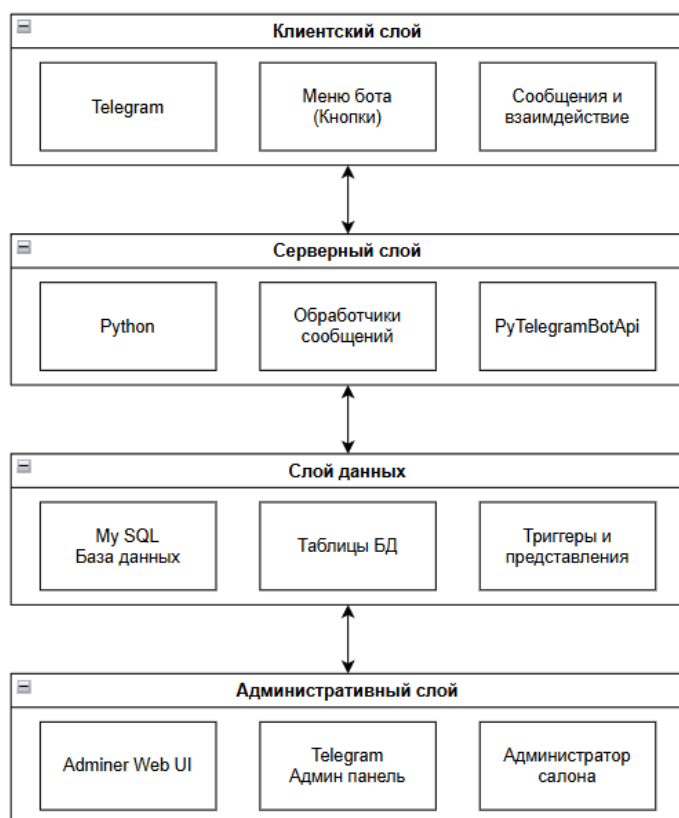 Клиентский слой
Telegram
Меню бота
(Кнопки)
Сообщения и
взаимдействие
Серверный слой
Python
Обработчики
сообщений
PyTelegramBotApi
Слой данных
My SQL
База данных
Таблицы БД
Триггеры и
представления
Административный слой
Adminer Web UI
Telegram
Админ панель
Администратор
салона